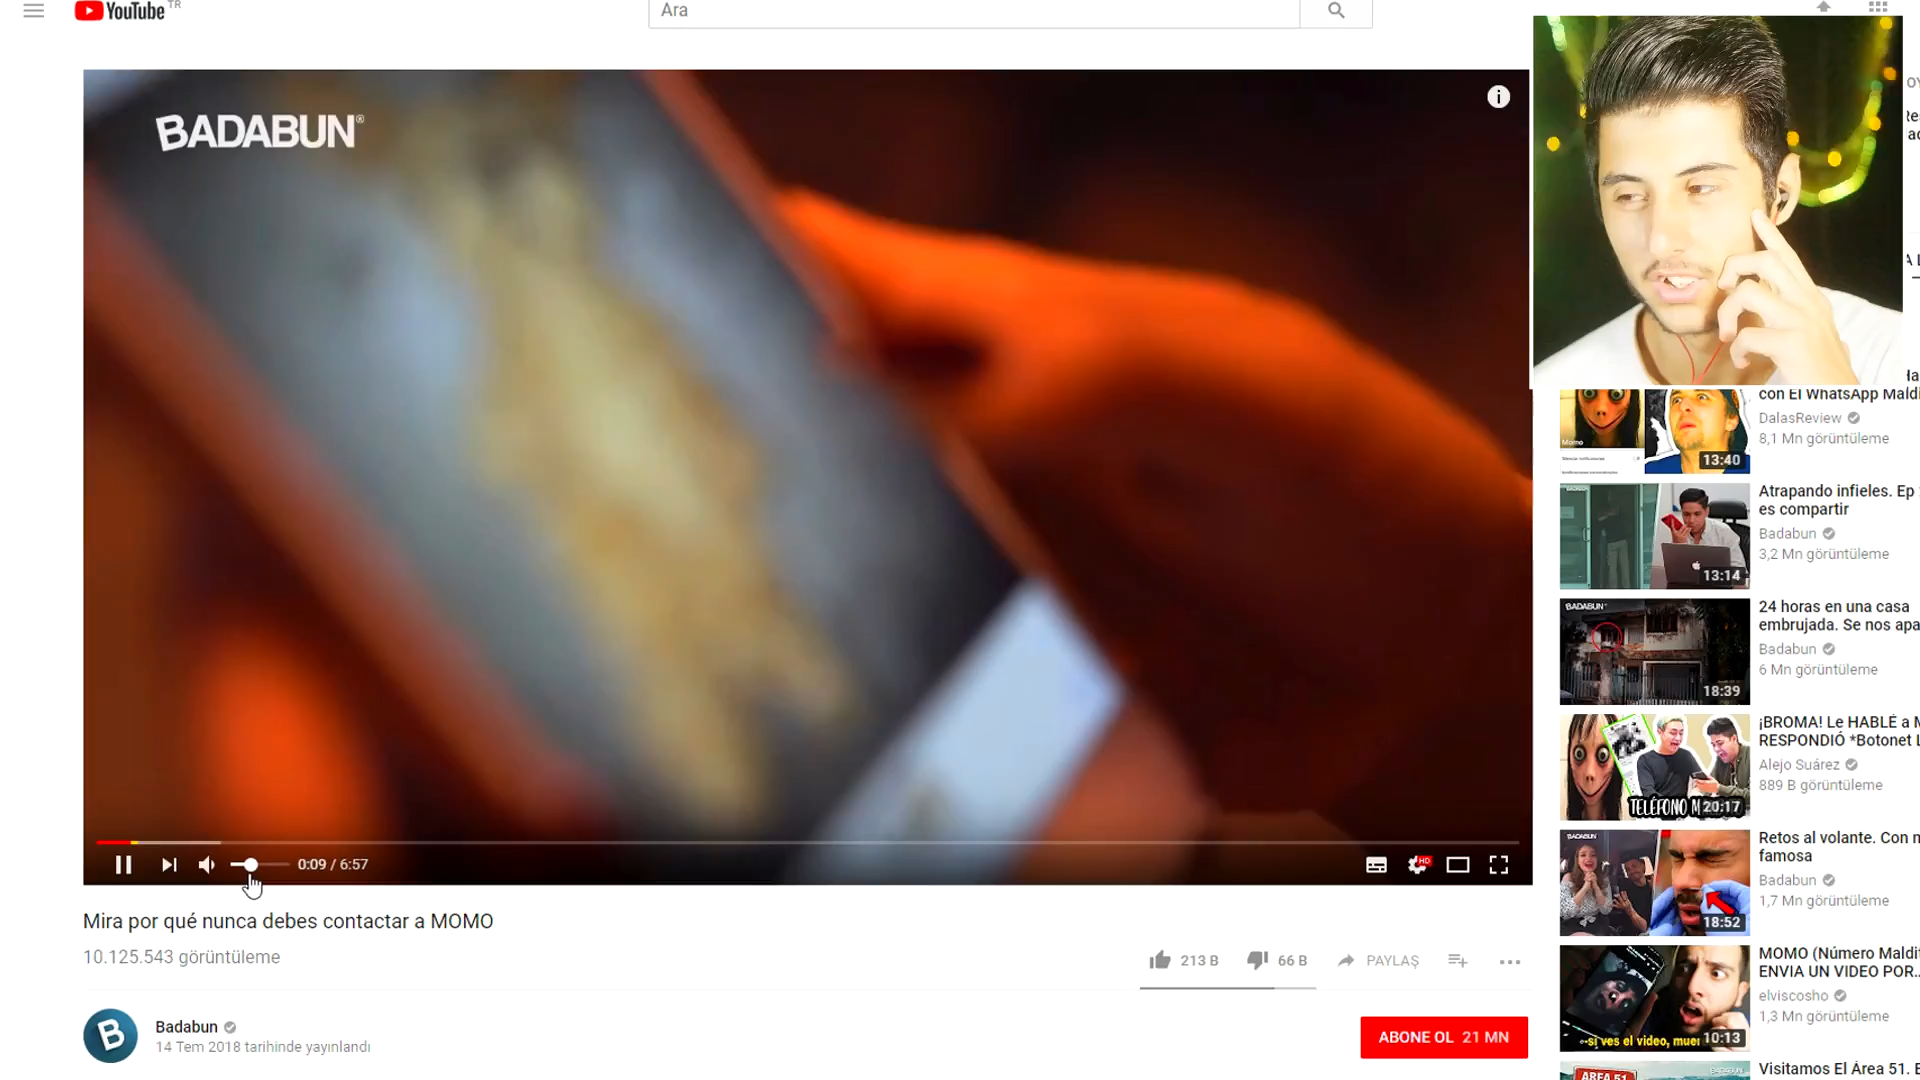 YouTube TR
Ara
BADABUN®
i
0:09 / 6:57
HD
Mira por qué nunca debes contactar a MOMO
10.125.543 görüntüleme
213 B
66 B
PAYLAŞ
B
Badabun
14 Tem 2018 tarihinde yayınlandı
ABONE OL 21 MN
con El WhatsApp Maldi
DalasReview
8,1 Mn görüntüleme
Momo
13:40
Atrapando infieles. Ep
es compartir
Badabun
3,2 Mn görüntüleme
13:14
24 horas en una casa
embrujada. Se nos apa
Badabun
6 Mn görüntüleme
BADABUN
18:39
¡BROMA! Le HABLÉ a M
RESPONDIÓ *Botonet L
Alejo Suárez
889 B görüntüleme
TELÉFONO M
20:17
Retos al volante. Con n
famosa
Badabun
1,7 Mn görüntüleme
BADABUN
18:52
MOMO (Número Maldit
ENVIA UN VIDEO POR...
elviscosho
1,3 Mn görüntüleme
10:13
-si ves el video, muer
Visitamos El Área 51. E
AREA 51